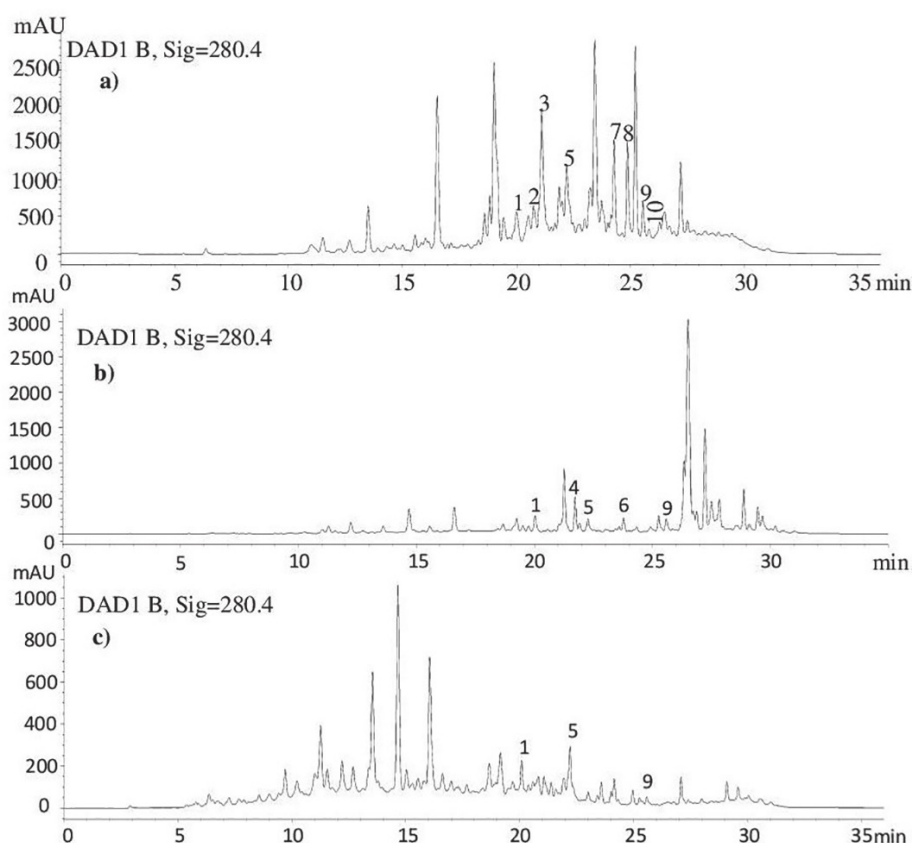 mAU
DAD1 B, Sig=280.4
a)
2500
2000
1500
1000
500
0
1 2 3 5 7 8 9 10
0 5 10 15 20 25 30 35 min
mAU
DAD1 B, Sig=280.4
b)
3000
2500
2000
1500
1000
500
0
1 4 5 6 9
0 5 10 15 20 25 30 min
mAU
DAD1 B, Sig=280.4
c)
1000
800
600
400
200
0
1 5 9
0 5 10 15 20 25 30 35min